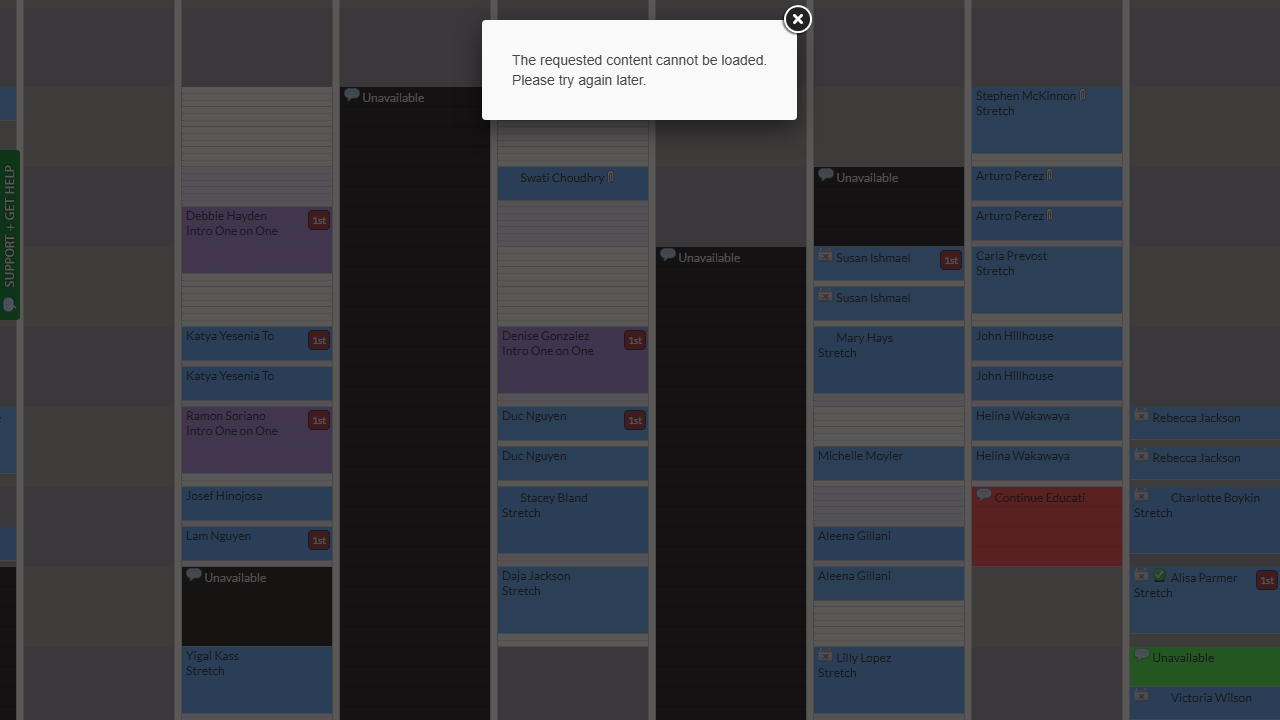 The requested content cannot be loaded.
Please try again later.
SUPPORT + GET HELP
Debbie Hayden
1st
Intro One on One
Katya Yesenia To
1st
Katya Yesenia To
Ramon Soriano
1st
Intro One on One
Josef Hinojosa
Lam Nguyen
1st
Unavailable
Yigal Kass
Stretch
Unavailable
Swati Choudhry
Denise Gonzalez
1st
Intro One on One
Duc Nguyen
1st
Duc Nguyen
Stacey Bland
Stretch
Daja Jackson
Stretch
Unavailable
Unavailable
Susan Ishmael
1st
Susan Ishmael
Mary Hays
Stretch
Michelle Moyler
Aleena Gillani
Aleena Gillani
Lilly Lopez
Stretch
Stephen McKinnon
Stretch
Arturo Perez
Arturo Perez
Carla Prevost
Stretch
John Hillhouse
John Hillhouse
Helina Wakawaya
Helina Wakawaya
Continue Educati
Rebecca Jackson
Rebecca Jackson
Charlotte Boykin
Stretch
Alisa Parmer
1st
Stretch
Unavailable
Victoria Wilson